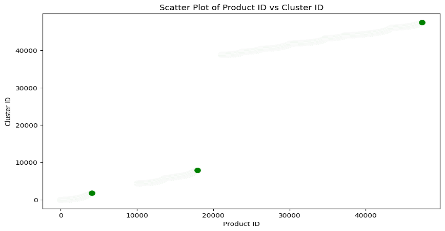 Scatter Plot of Product ID vs Cluster ID
Cluster ID
40000
30000
20000
10000
0
0 10000 20000 30000 40000
Product ID